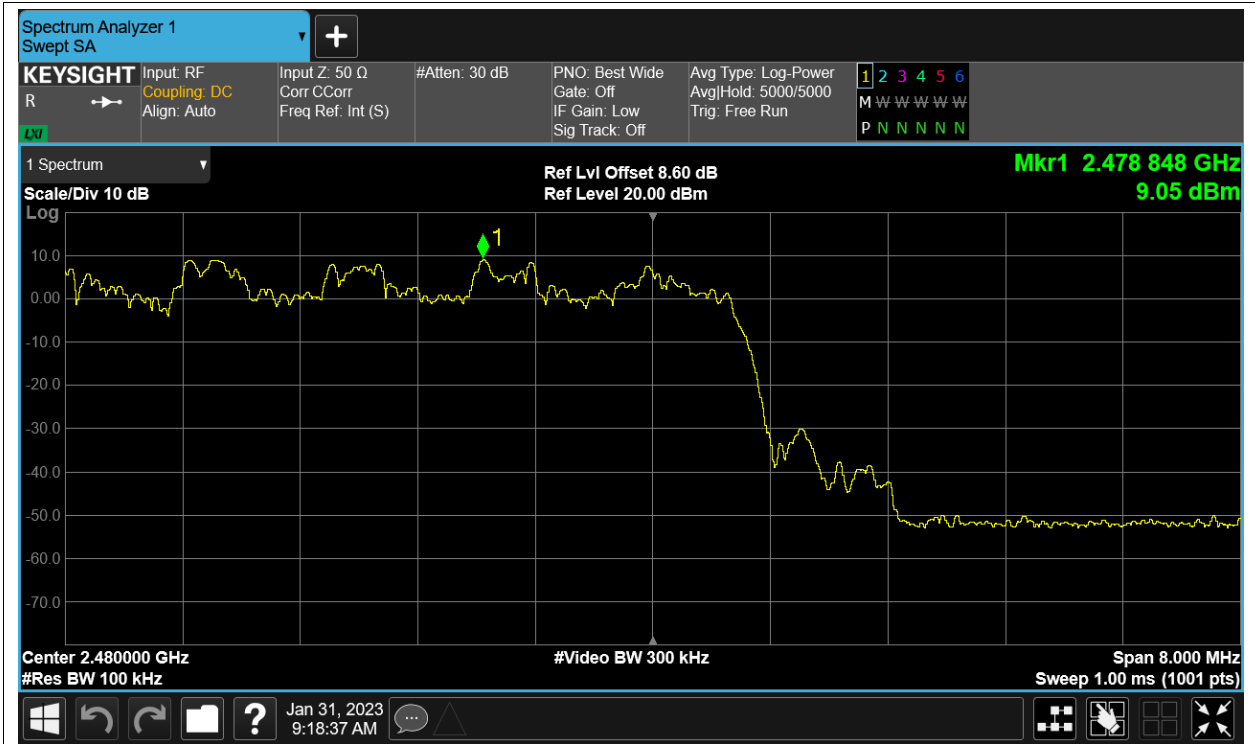 Spectrum Analyzer 1
Swept SA
KEYSIGHT
R
LXI
Input: RF
Coupling: DC
Align: Auto
Input Z: 50 Ω
Corr CCorr
Freq Ref: Int (S)
#Atten: 30 dB
PNO: Best Wide
Gate: Off
IF Gain: Low
Sig Track: Off
Avg Type: Log-Power
Avg|Hold: 5000/5000
Trig: Free Run
1 2 3 4 5 6
M W W W W W
P N N N N N
1 Spectrum
Scale/Div 10 dB
Log
Ref Lvl Offset 8.60 dB
Ref Level 20.00 dBm
Mkr1 2.478 848 GHz
9.05 dBm
1
10.0
0.00
-10.0
-20.0
-30.0
-40.0
-50.0
-60.0
-70.0
Center 2.480000 GHz
#Res BW 100 kHz
#Video BW 300 kHz
Span 8.000 MHz
Sweep 1.00 ms (1001 pts)
?
Jan 31, 2023
9:18:37 AM